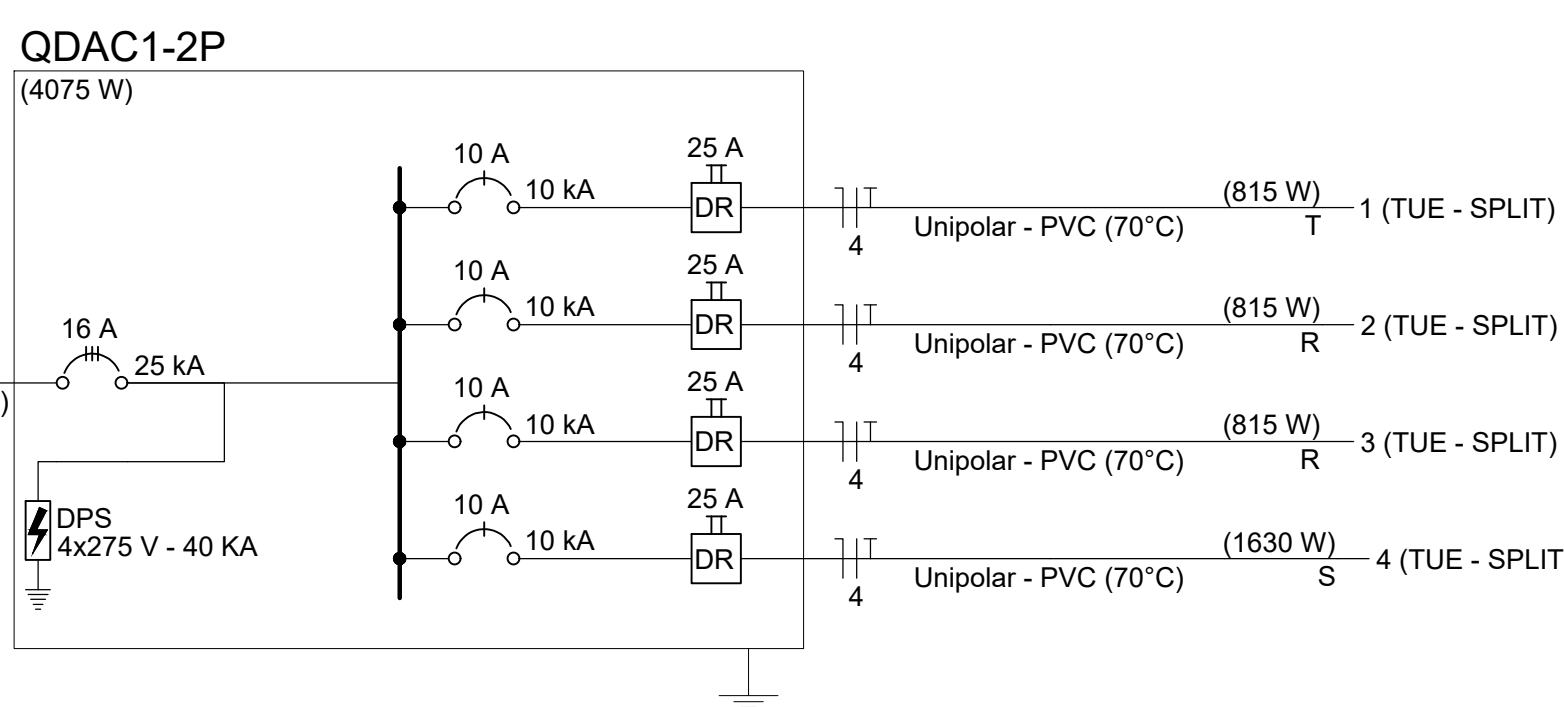 QDAC1-2P
(4075 W)
10 A
25 A
10 kA
DR
(815 W)
1 (TUE - SPLIT)
4
Unipolar - PVC (70°C)
T
10 A
25 A
10 kA
DR
(815 W)
2 (TUE - SPLIT)
4
Unipolar - PVC (70°C)
R
16 A
25 kA
)
10 A
25 A
10 kA
DR
(815 W)
3 (TUE - SPLIT)
4
Unipolar - PVC (70°C)
R
10 A
25 A
10 kA
DR
(1630 W)
4 (TUE - SPLIT
4
Unipolar - PVC (70°C)
S
DPS
4x275 V - 40 KA